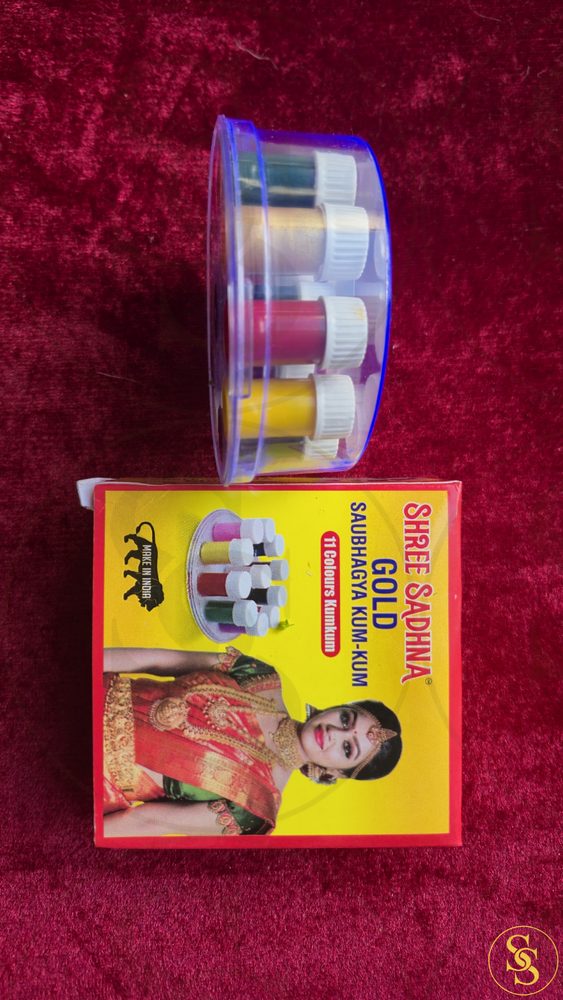 SHREE SADHNA
GOLD
SAUBHAGYA KUM-KUM
11 Colours Kumkum
MAKE IN INDIA
SS